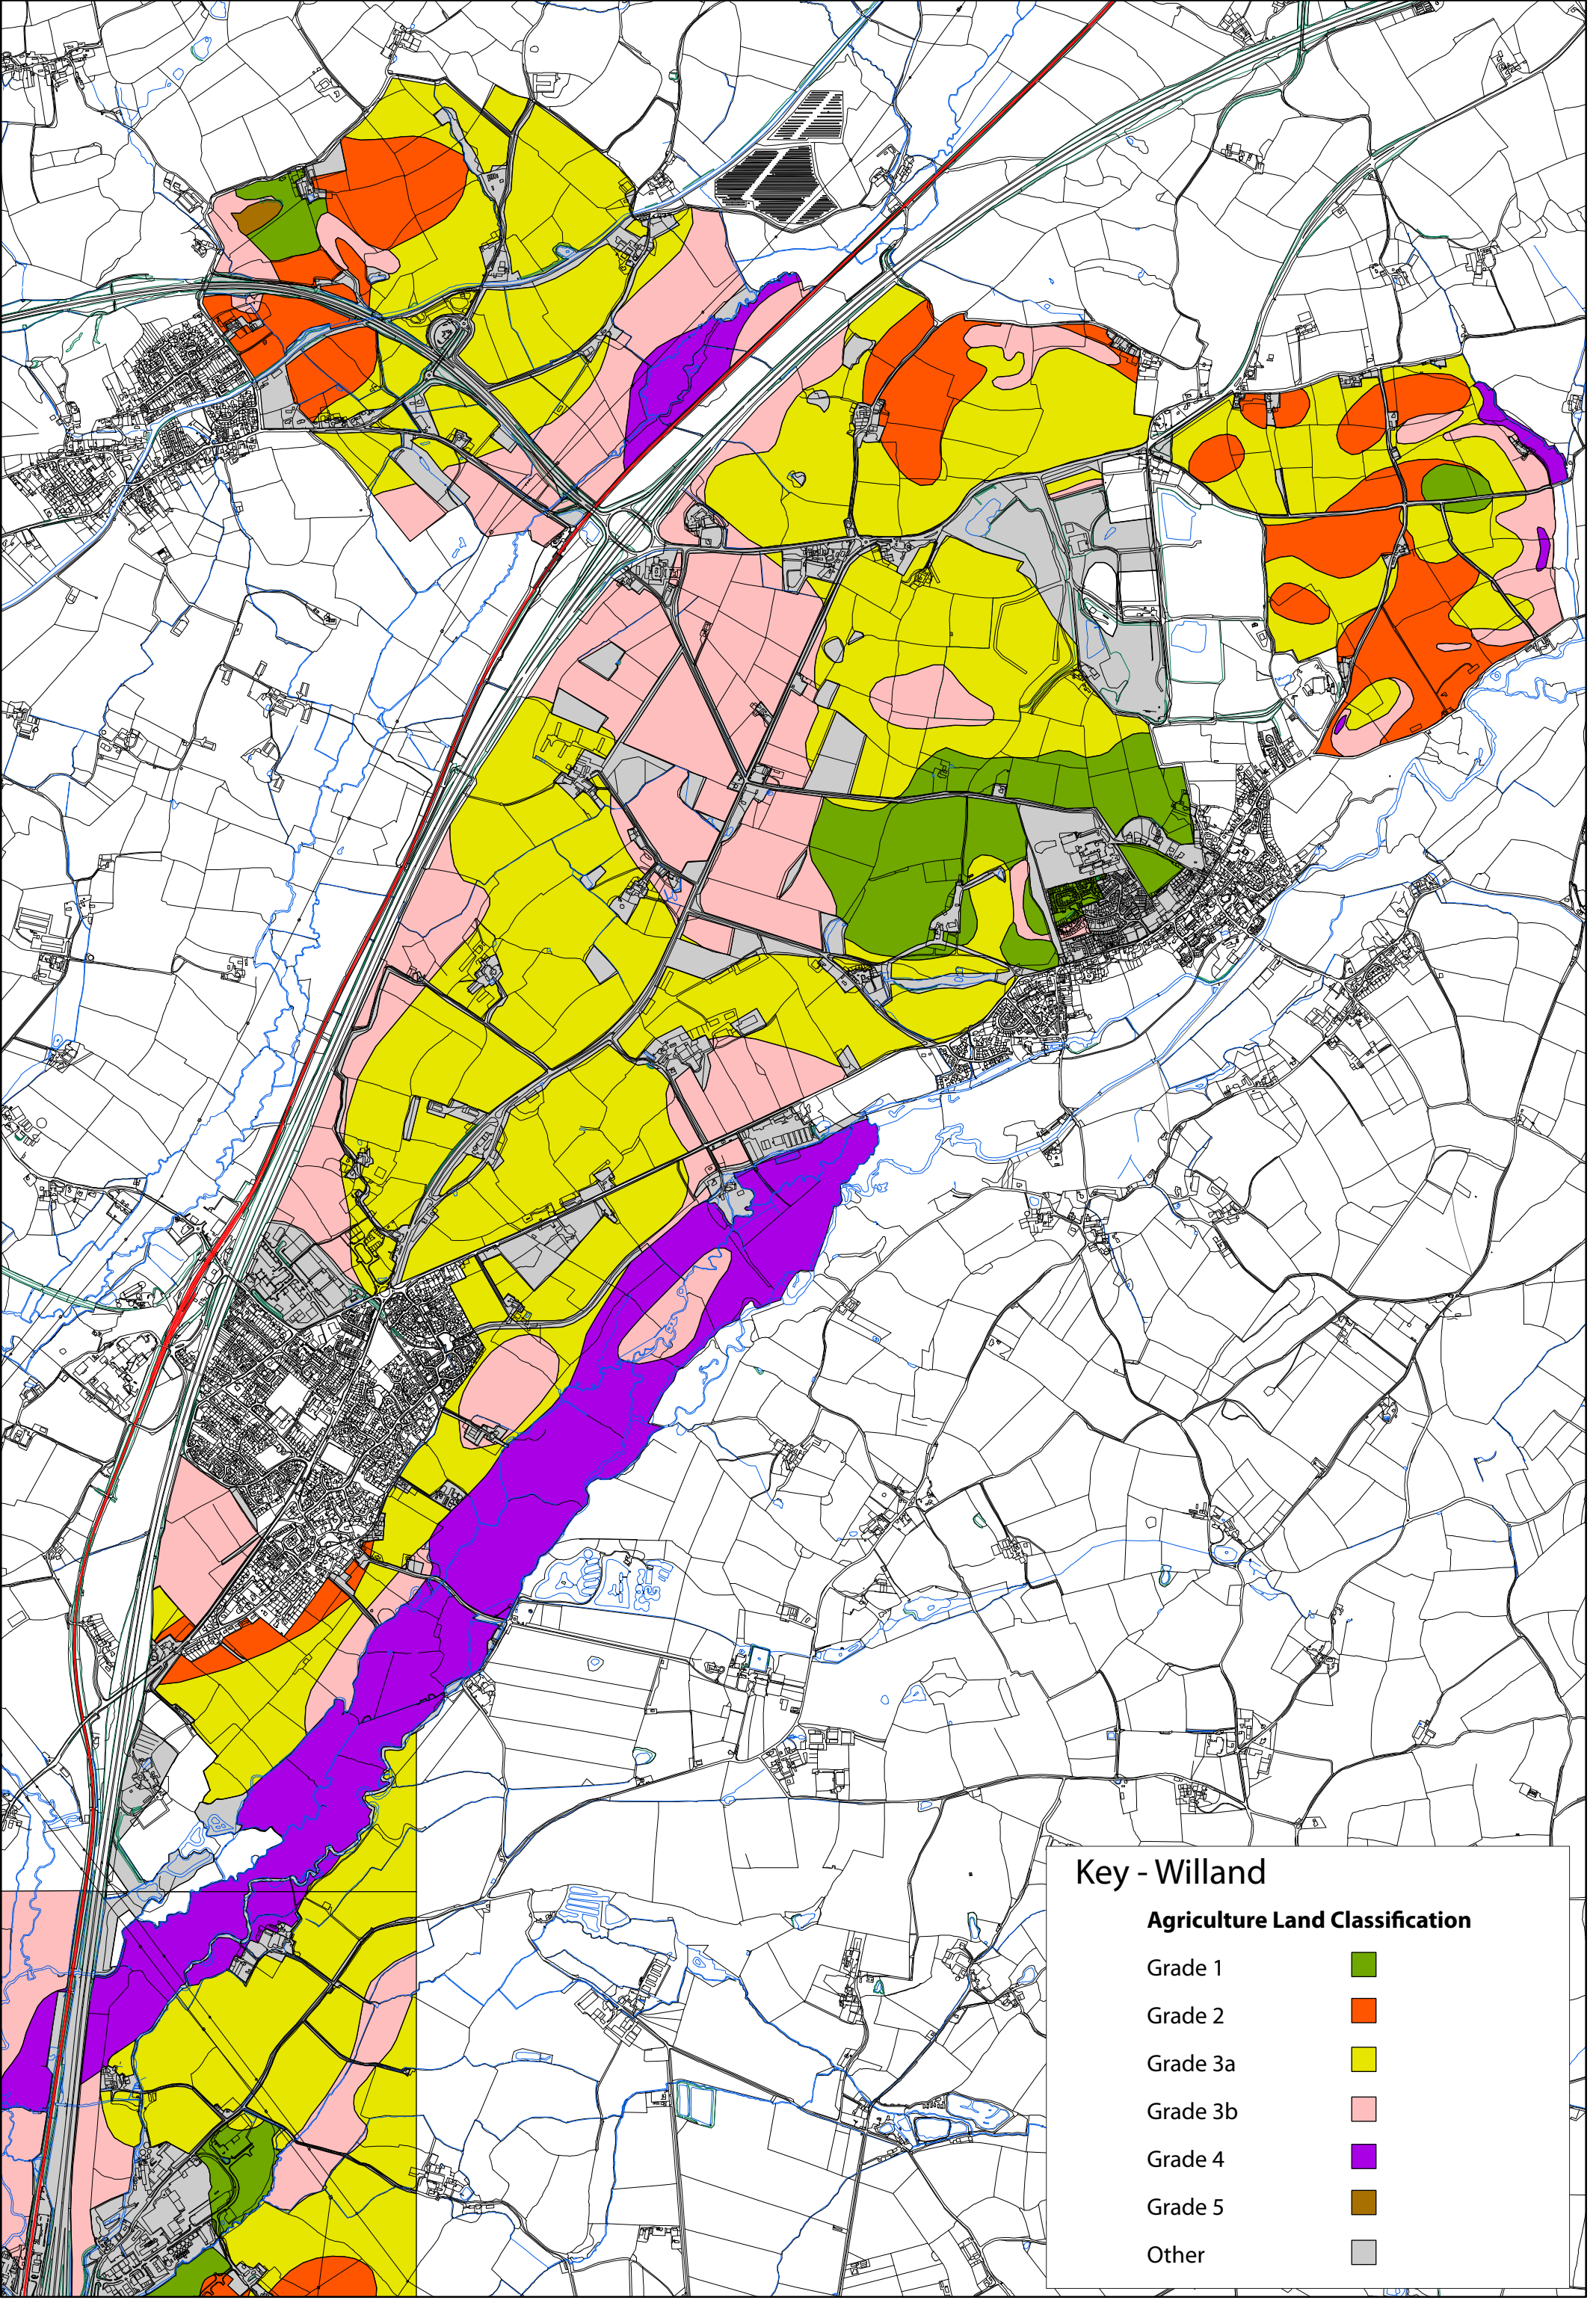 Key - Willand
Agriculture Land Classification
Grade 1
Grade 2
Grade 3a
Grade 3b
Grade 4
Grade 5
Other